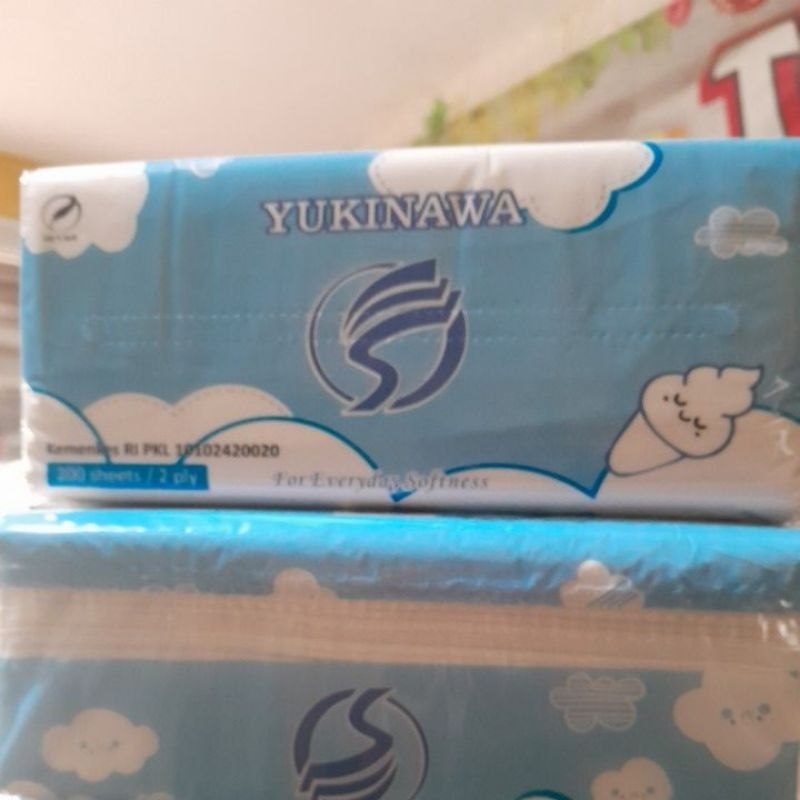 YUKINAWA
Kemenkes RI PKL 10102420020
200 sheets / 2 ply
For Everyday Softness